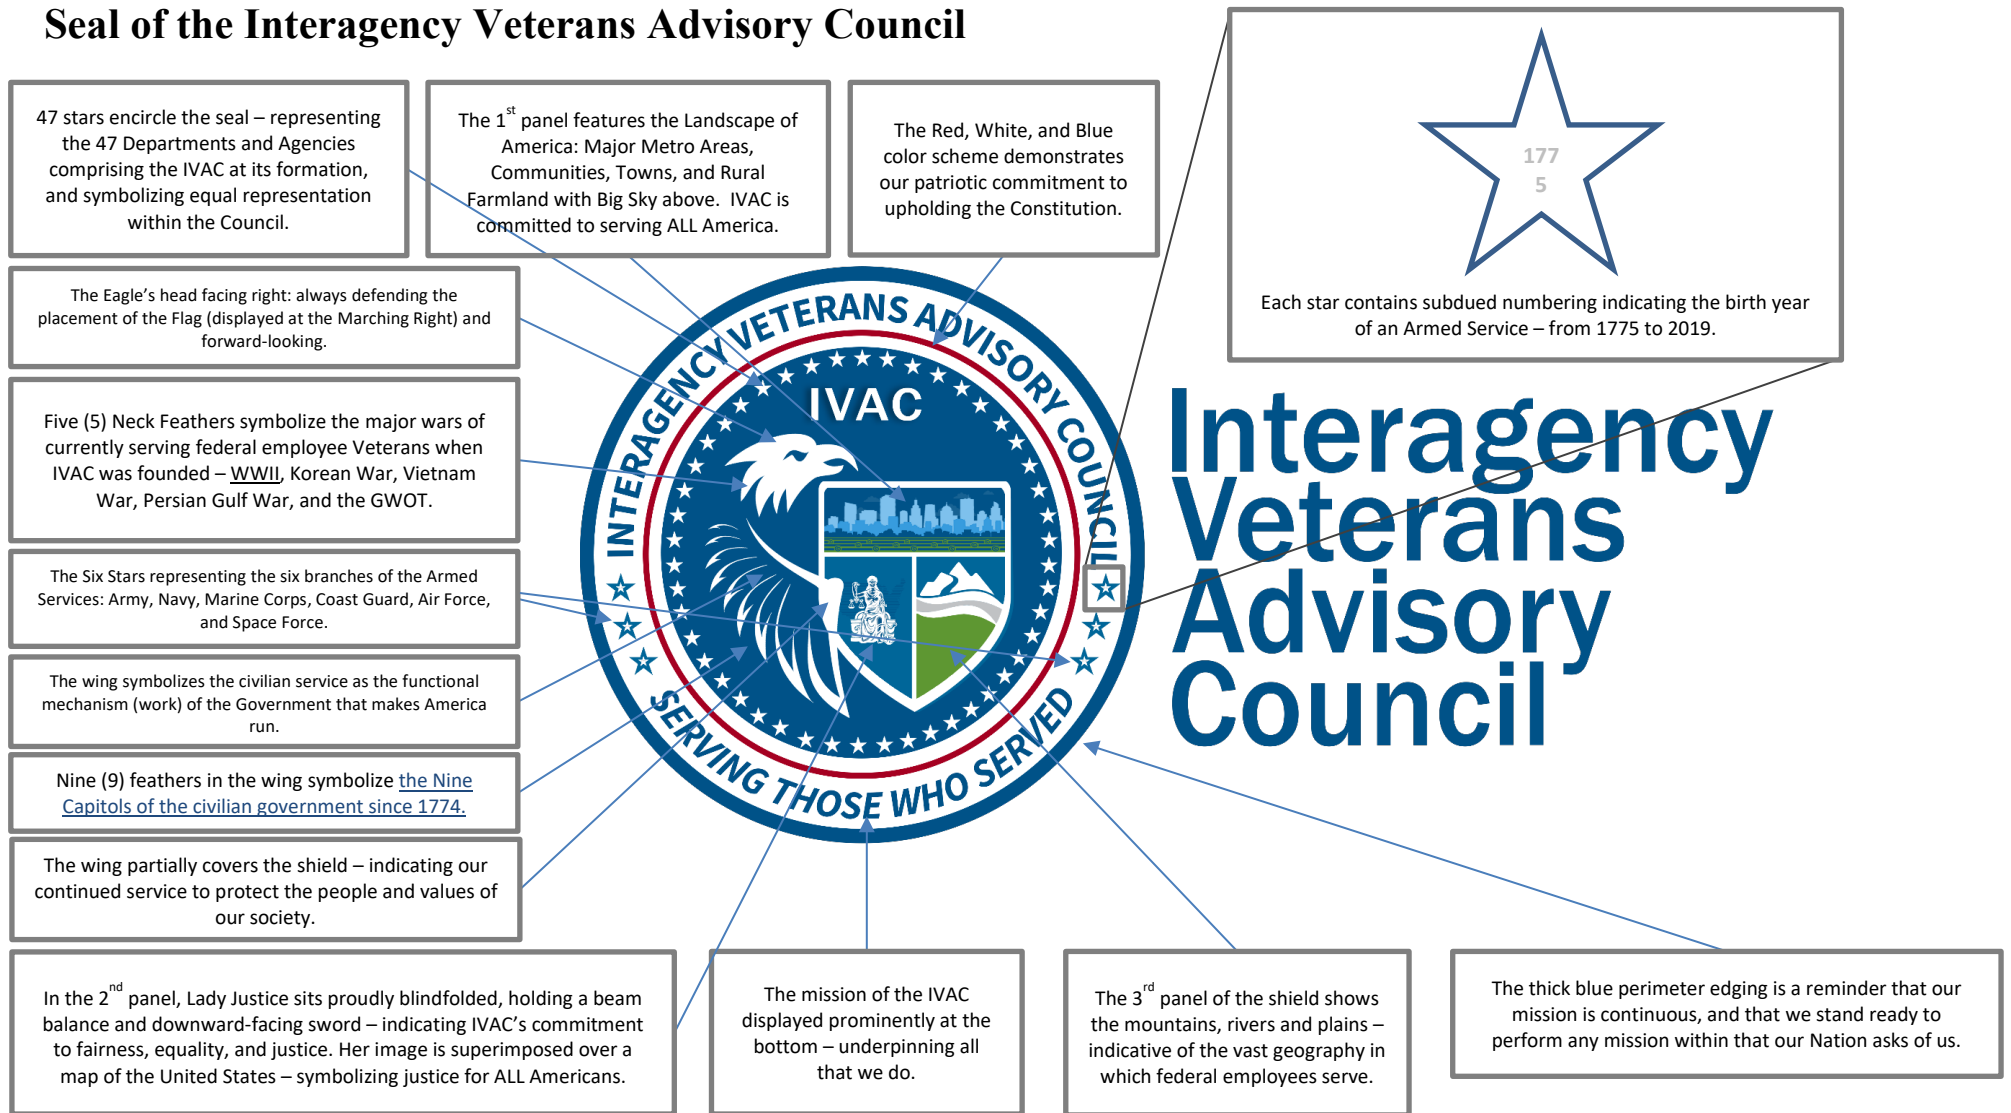 Seal of the Interagency Veterans Advisory Council
47 stars encircle the seal – representing
the 47 Departments and Agencies
comprising the IVAC at its formation,
and symbolizing equal representation
within the Council.
The 1st panel features the Landscape of
America: Major Metro Areas,
Communities, Towns, and Rural
Farmland with Big Sky above. IVAC is
committed to serving ALL America.
The Red, White, and Blue
color scheme demonstrates
our patriotic commitment to
upholding the Constitution.
177
5
Each star contains subdued numbering indicating the birth year
of an Armed Service – from 1775 to 2019.
The Eagle’s head facing right: always defending the
placement of the Flag (displayed at the Marching Right) and
forward-looking.
Five (5) Neck Feathers symbolize the major wars of
currently serving federal employee Veterans when
IVAC was founded – WWII, Korean War, Vietnam
War, Persian Gulf War, and the GWOT.
The Six Stars representing the six branches of the Armed
Services: Army, Navy, Marine Corps, Coast Guard, Air Force,
and Space Force.
The wing symbolizes the civilian service as the functional
mechanism (work) of the Government that makes America
run.
Nine (9) feathers in the wing symbolize the Nine
Capitols of the civilian government since 1774.
The wing partially covers the shield – indicating our
continued service to protect the people and values of
our society.
INTERAGENCY VETERANS ADVISORY COUNCIL
IVAC
SERVING THOSE WHO SERVED
Interagency
Veterans
Advisory
Council
In the 2nd panel, Lady Justice sits proudly blindfolded, holding a beam
balance and downward-facing sword – indicating IVAC’s commitment
to fairness, equality, and justice. Her image is superimposed over a
map of the United States – symbolizing justice for ALL Americans.
The mission of the IVAC
displayed prominently at the
bottom – underpinning all
that we do.
The 3rd panel of the shield shows
the mountains, rivers and plains –
indicative of the vast geography in
which federal employees serve.
The thick blue perimeter edging is a reminder that our
mission is continuous, and that we stand ready to
perform any mission within that our Nation asks of us.